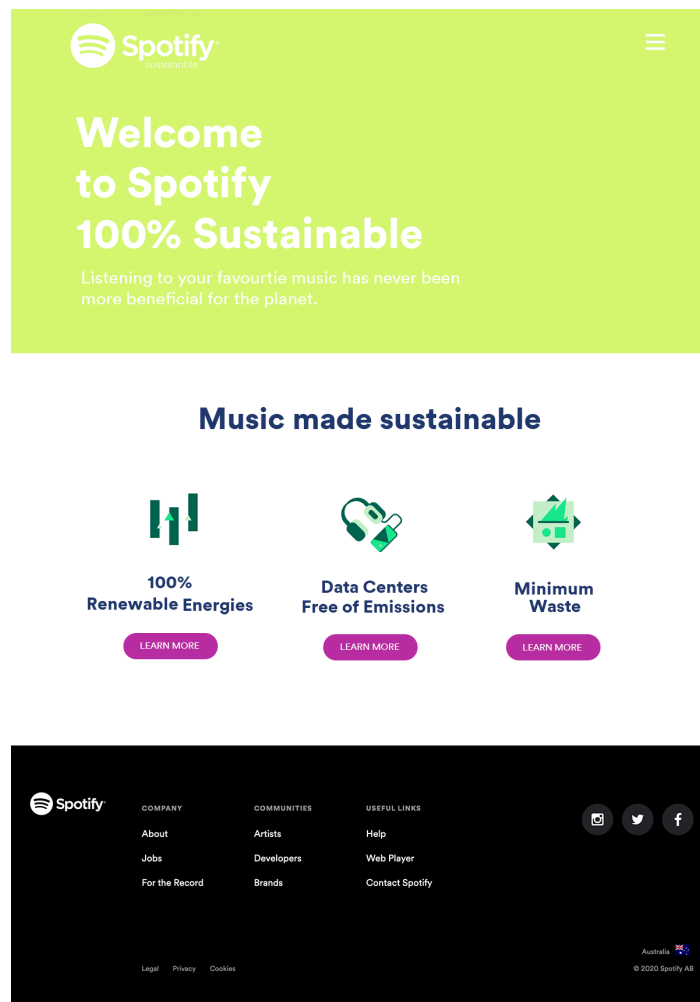 Spotify
sustainable
Welcome
to Spotify
100% Sustainable
Listening to your favourtie music has never been
more beneficial for the planet.
Music made sustainable
100%
Renewable Energies
LEARN MORE
Data Centers
Free of Emissions
LEARN MORE
Minimum
Waste
LEARN MORE
Spotify
COMPANY
About
Jobs
For the Record
COMMUNITIES
Artists
Developers
Brands
USEFUL LINKS
Help
Web Player
Contact Spotify
Australia
Legal Privacy Cookies
© 2020 Spotify AB